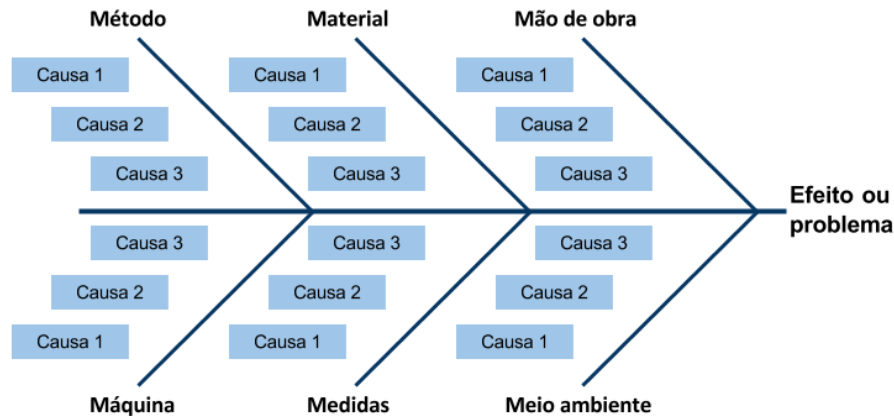 Método
Material
Mão de obra
Causa 1
Causa 1
Causa 1
Causa 2
Causa 2
Causa 2
Causa 3
Causa 3
Causa 3
Efeito ou
problema
Causa 3
Causa 3
Causa 3
Causa 2
Causa 2
Causa 2
Causa 1
Causa 1
Causa 1
Máquina
Medidas
Meio ambiente